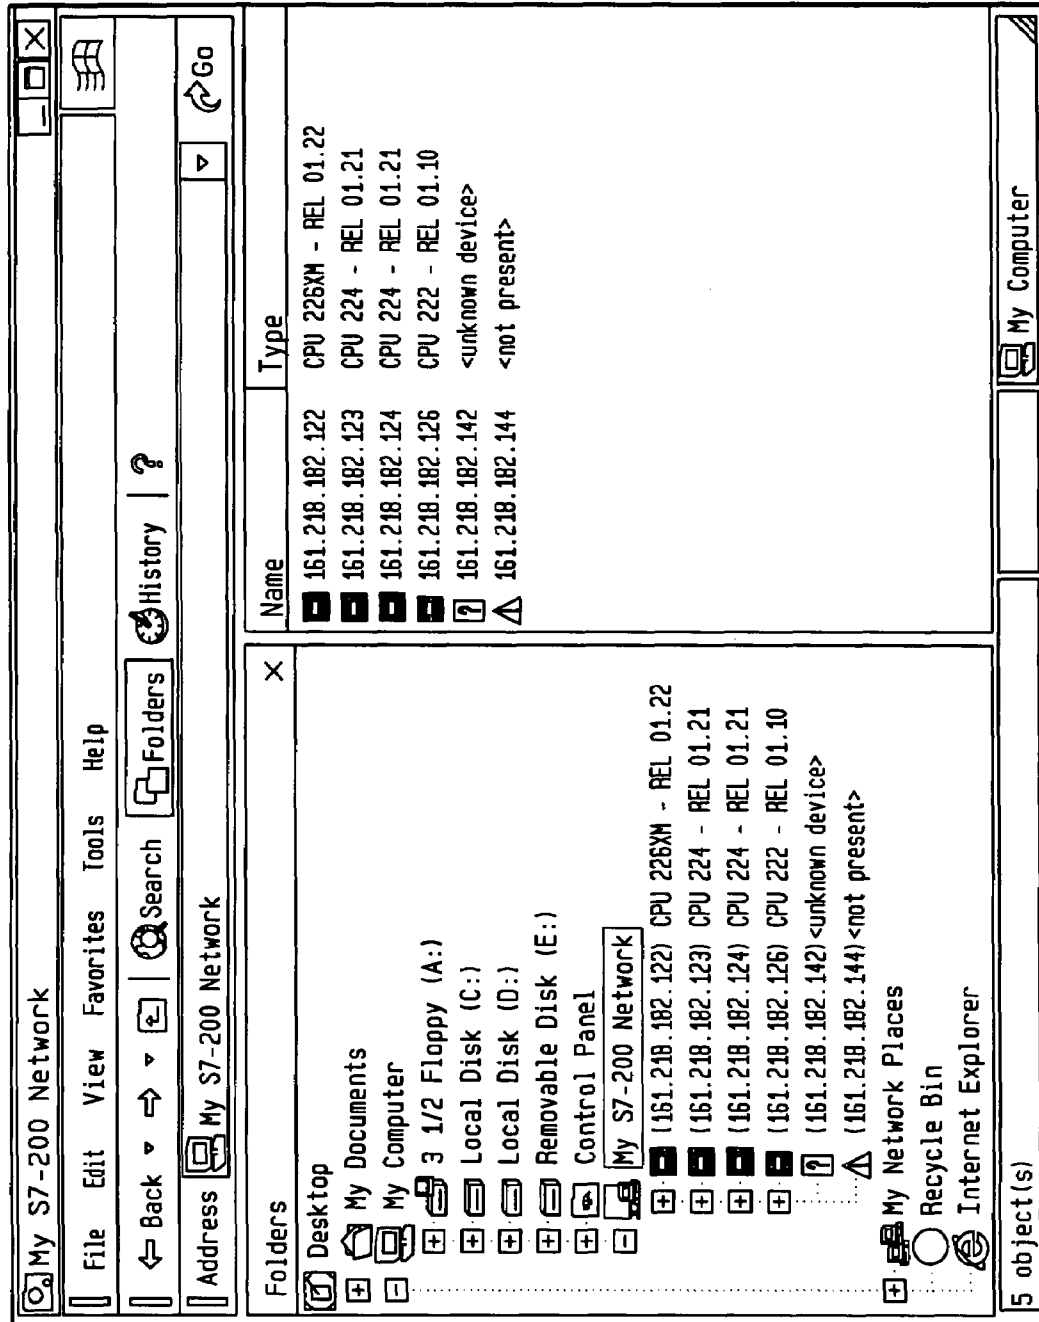 My S7-200 Network
File Edit View Favorites Tools Help
Back Search Folders History ?
Address My S7-200 Network Go
Folders X
Desktop
My Documents
My Computer
3 1/2 Floppy (A:)
Local Disk (C:)
Local Disk (D:)
Removable Disk (E:)
Control Panel
My S7-200 Network
(161.218.182.122) CPU 226XM - REL 01.22
(161.218.182.123) CPU 224 - REL 01.21
(161.218.182.124) CPU 224 - REL 01.21
(161.218.182.126) CPU 222 - REL 01.10
? (161.218.182.142)<unknown device>
(161.218.182.144)<not present>
My Network Places
Recycle Bin
Internet Explorer
Name Type
161.218.182.122 CPU 226XM - REL 01.22
161.218.182.123 CPU 224 - REL 01.21
161.218.182.124 CPU 224 - REL 01.21
161.218.182.126 CPU 222 - REL 01.10
? 161.218.182.142 <unknown device>
161.218.182.144 <not present>
5 object(s) My Computer